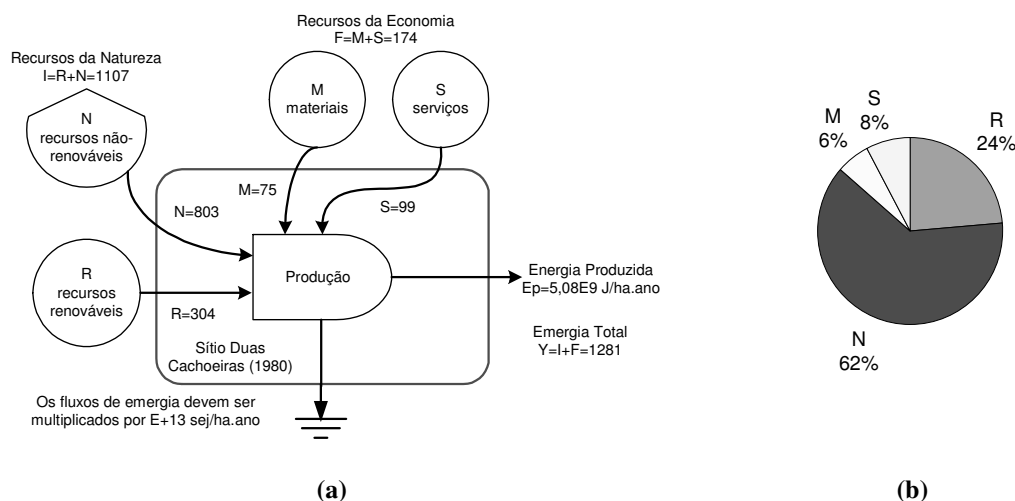 Recursos da Economia
F=M+S=174
Recursos da Natureza
I=R+N=1107
N
recursos não-
renováveis
M
materiais
S
serviços
M=75
N=803
S=99
R
recursos
renováveis
R=304
Produção
Energia Produzida
Ep=5,08E9 J/ha.ano
Emergia Total
Y=I+F=1281
Sítio Duas
Cachoeiras (1980)
Os fluxos de emergia devem ser
multiplicados por E+13 sej/ha.ano
(a)
S
8%
M
6%
R
24%
N
62%
(b)